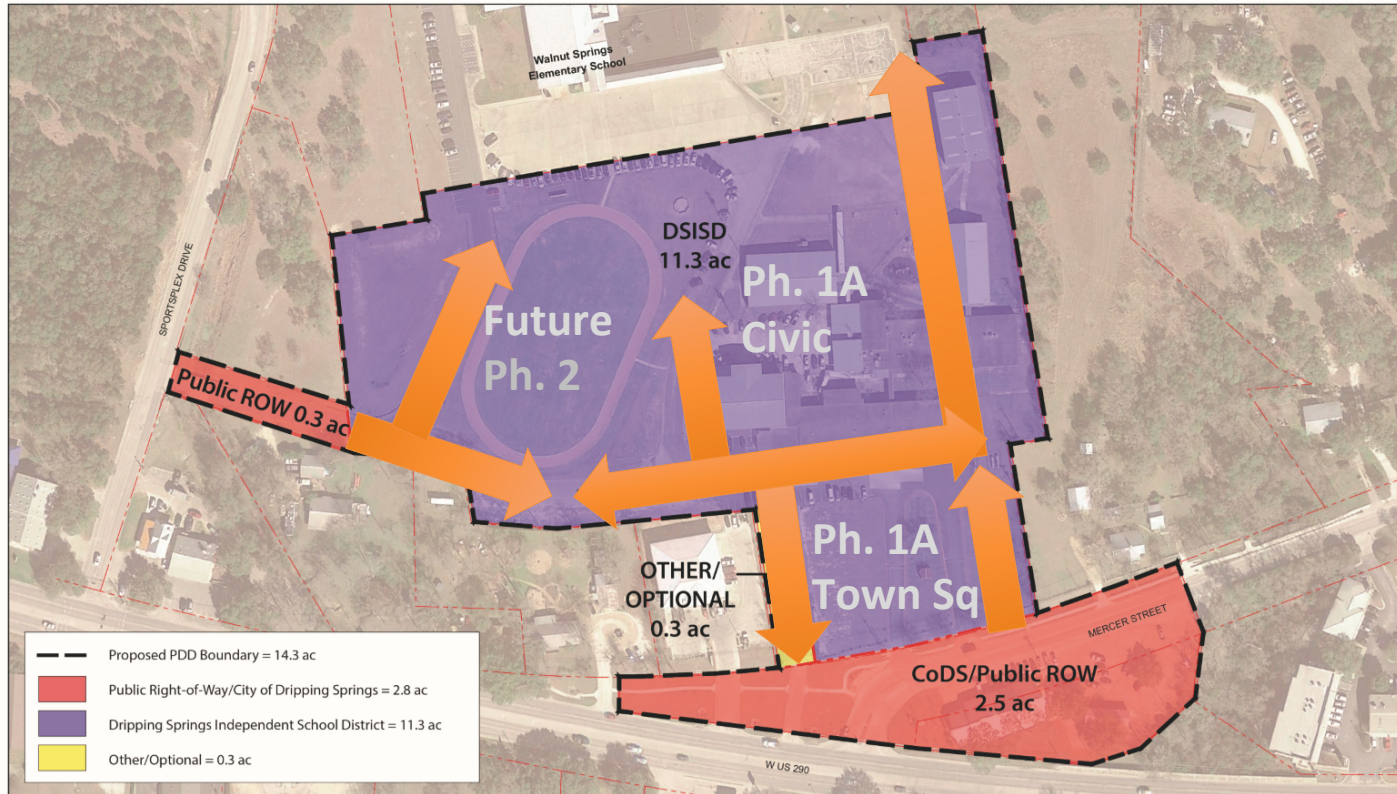 Walnut Springs
Elementary School
SPORTSPLEX DRIVE
DSISD
11.3 ac
Ph. 1A
Civic
Future
Ph. 2
Public ROW 0.3 ac
Ph. 1A
Town Sq
OTHER/
OPTIONAL
0.3 ac
MERCER STREET
CoDS/Public ROW
2.5 ac
W US 290
Proposed PDD Boundary = 14.3 ac
Public Right-of-Way/City of Dripping Springs = 2.8 ac
Dripping Springs Independent School District = 11.3 ac
Other/Optional = 0.3 ac